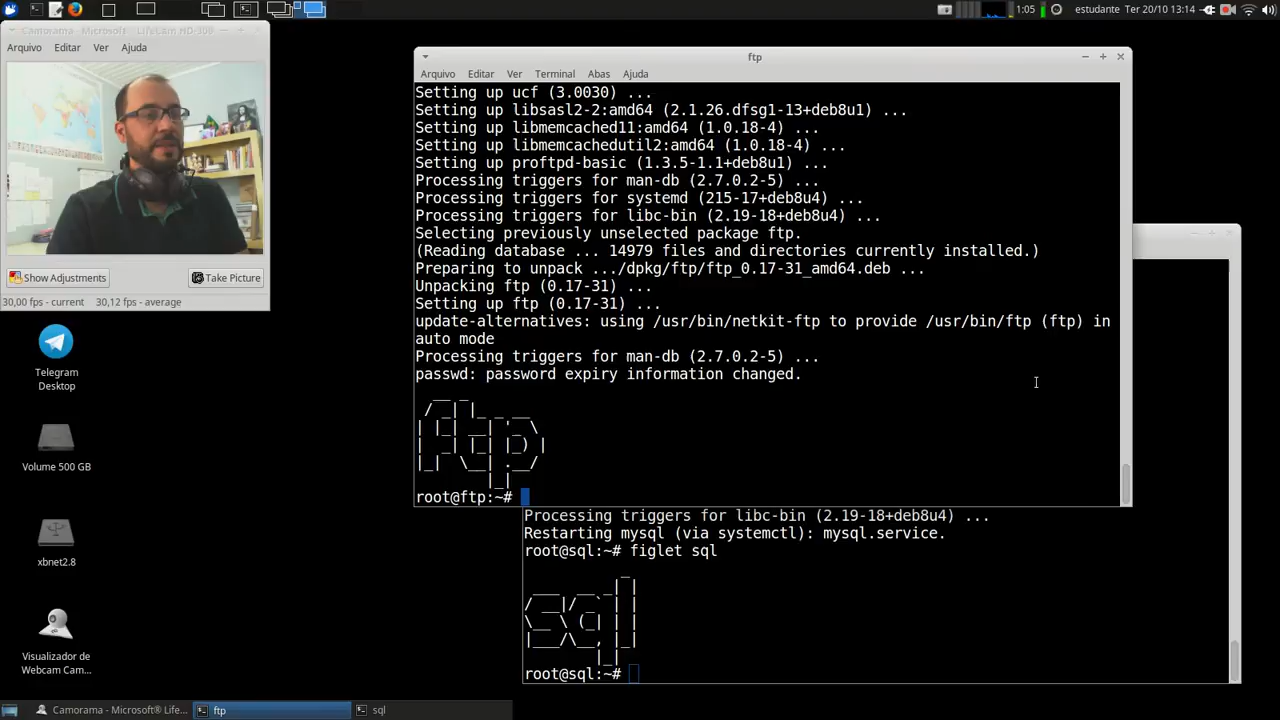 1:05
estudante Ter 20/10 13:14
Camorama - Microsoft LifeCam ND-309
Arquivo Editar Ver Ajuda
Show Adjustments
Take Picture
30,00 fps - current 30,12 fps - average
Telegram
Desktop
Volume 500 GB
xbnet2.8
Visualizador de
Webcam Cam...
ftp
Arquivo Editar Ver Terminal Abas Ajuda
Setting up ucf (3.0030) ...
Setting up libsasl2-2:amd64 (2.1.26.dfsg1-13+deb8u1) ...
Setting up libmemcached11:amd64 (1.0.18-4) ...
Setting up libmemcachedutil2:amd64 (1.0.18-4) ...
Setting up proftpd-basic (1.3.5-1.1+deb8u1) ...
Processing triggers for man-db (2.7.0.2-5) ...
Processing triggers for systemd (215-17+deb8u4) ...
Processing triggers for libc-bin (2.19-18+deb8u4) ...
Selecting previously unselected package ftp.
(Reading database ... 14979 files and directories currently installed.)
Preparing to unpack .../dpkg/ftp/ftp_0.17-31_amd64.deb ...
Unpacking ftp (0.17-31) ...
Setting up ftp (0.17-31) ...
update-alternatives: using /usr/bin/netkit-ftp to provide /usr/bin/ftp (ftp) in
auto mode
Processing triggers for man-db (2.7.0.2-5) ...
passwd: password expiry information changed.
ftp
root@ftp:~#
Processing triggers for libc-bin (2.19-18+deb8u4) ...
Restarting mysql (via systemctl): mysql.service.
root@sql:~# figlet sql
sql
root@sql:~#
Camorama - Microsoft® LifeCam...
ftp
sql